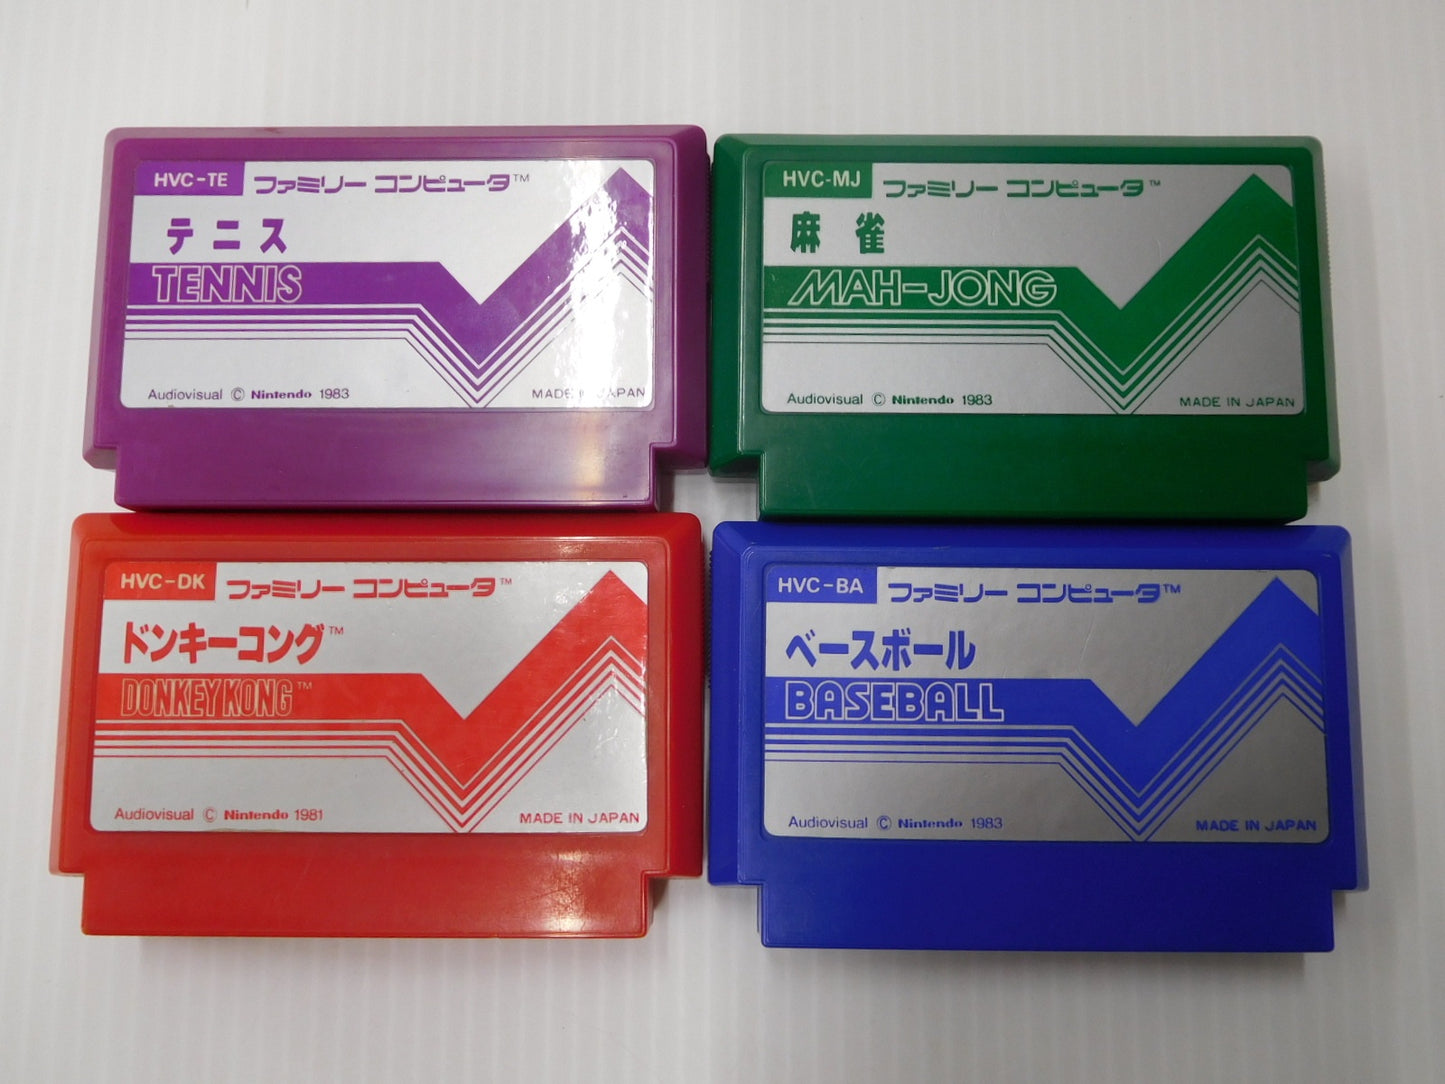 HVC-TE ファミリー コンピュータ™
テニス
TENNIS
Audiovisual © Nintendo 1983 MADE IN JAPAN
HVC-MJ ファミリー コンピュータ™
麻雀
MAH-JONG
Audiovisual © Nintendo 1983 MADE IN JAPAN
HVC-DK ファミリー コンピュータ™
ドンキーコング™
DONKEY KONG™
Audiovisual © Nintendo 1981 MADE IN JAPAN
HVC-BA ファミリー コンピュータ™
ベースボール
BASEBALL
Audiovisual © Nintendo 1983 MADE IN JAPAN